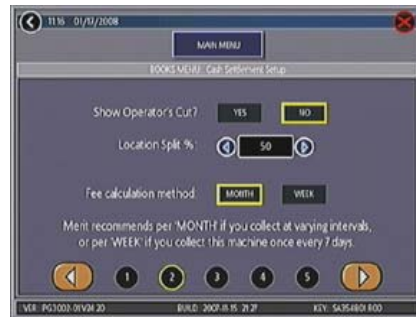 11:16 01/17/2008
MAIN MENU
BOOKS MENU: Cash Settlement Setup
Show Operator's Cut? YES NO
Location Split %: 50
Fee calculation method: MONTH WEEK
Merit recommends per 'MONTH' if you collect at varying intervals,
or per 'WEEK' if you collect this machine once every 7 days.
1 2 3 4 5
VER: PG3002-01V24.20 BUILD: 2007-11-15 21:27
KEY: